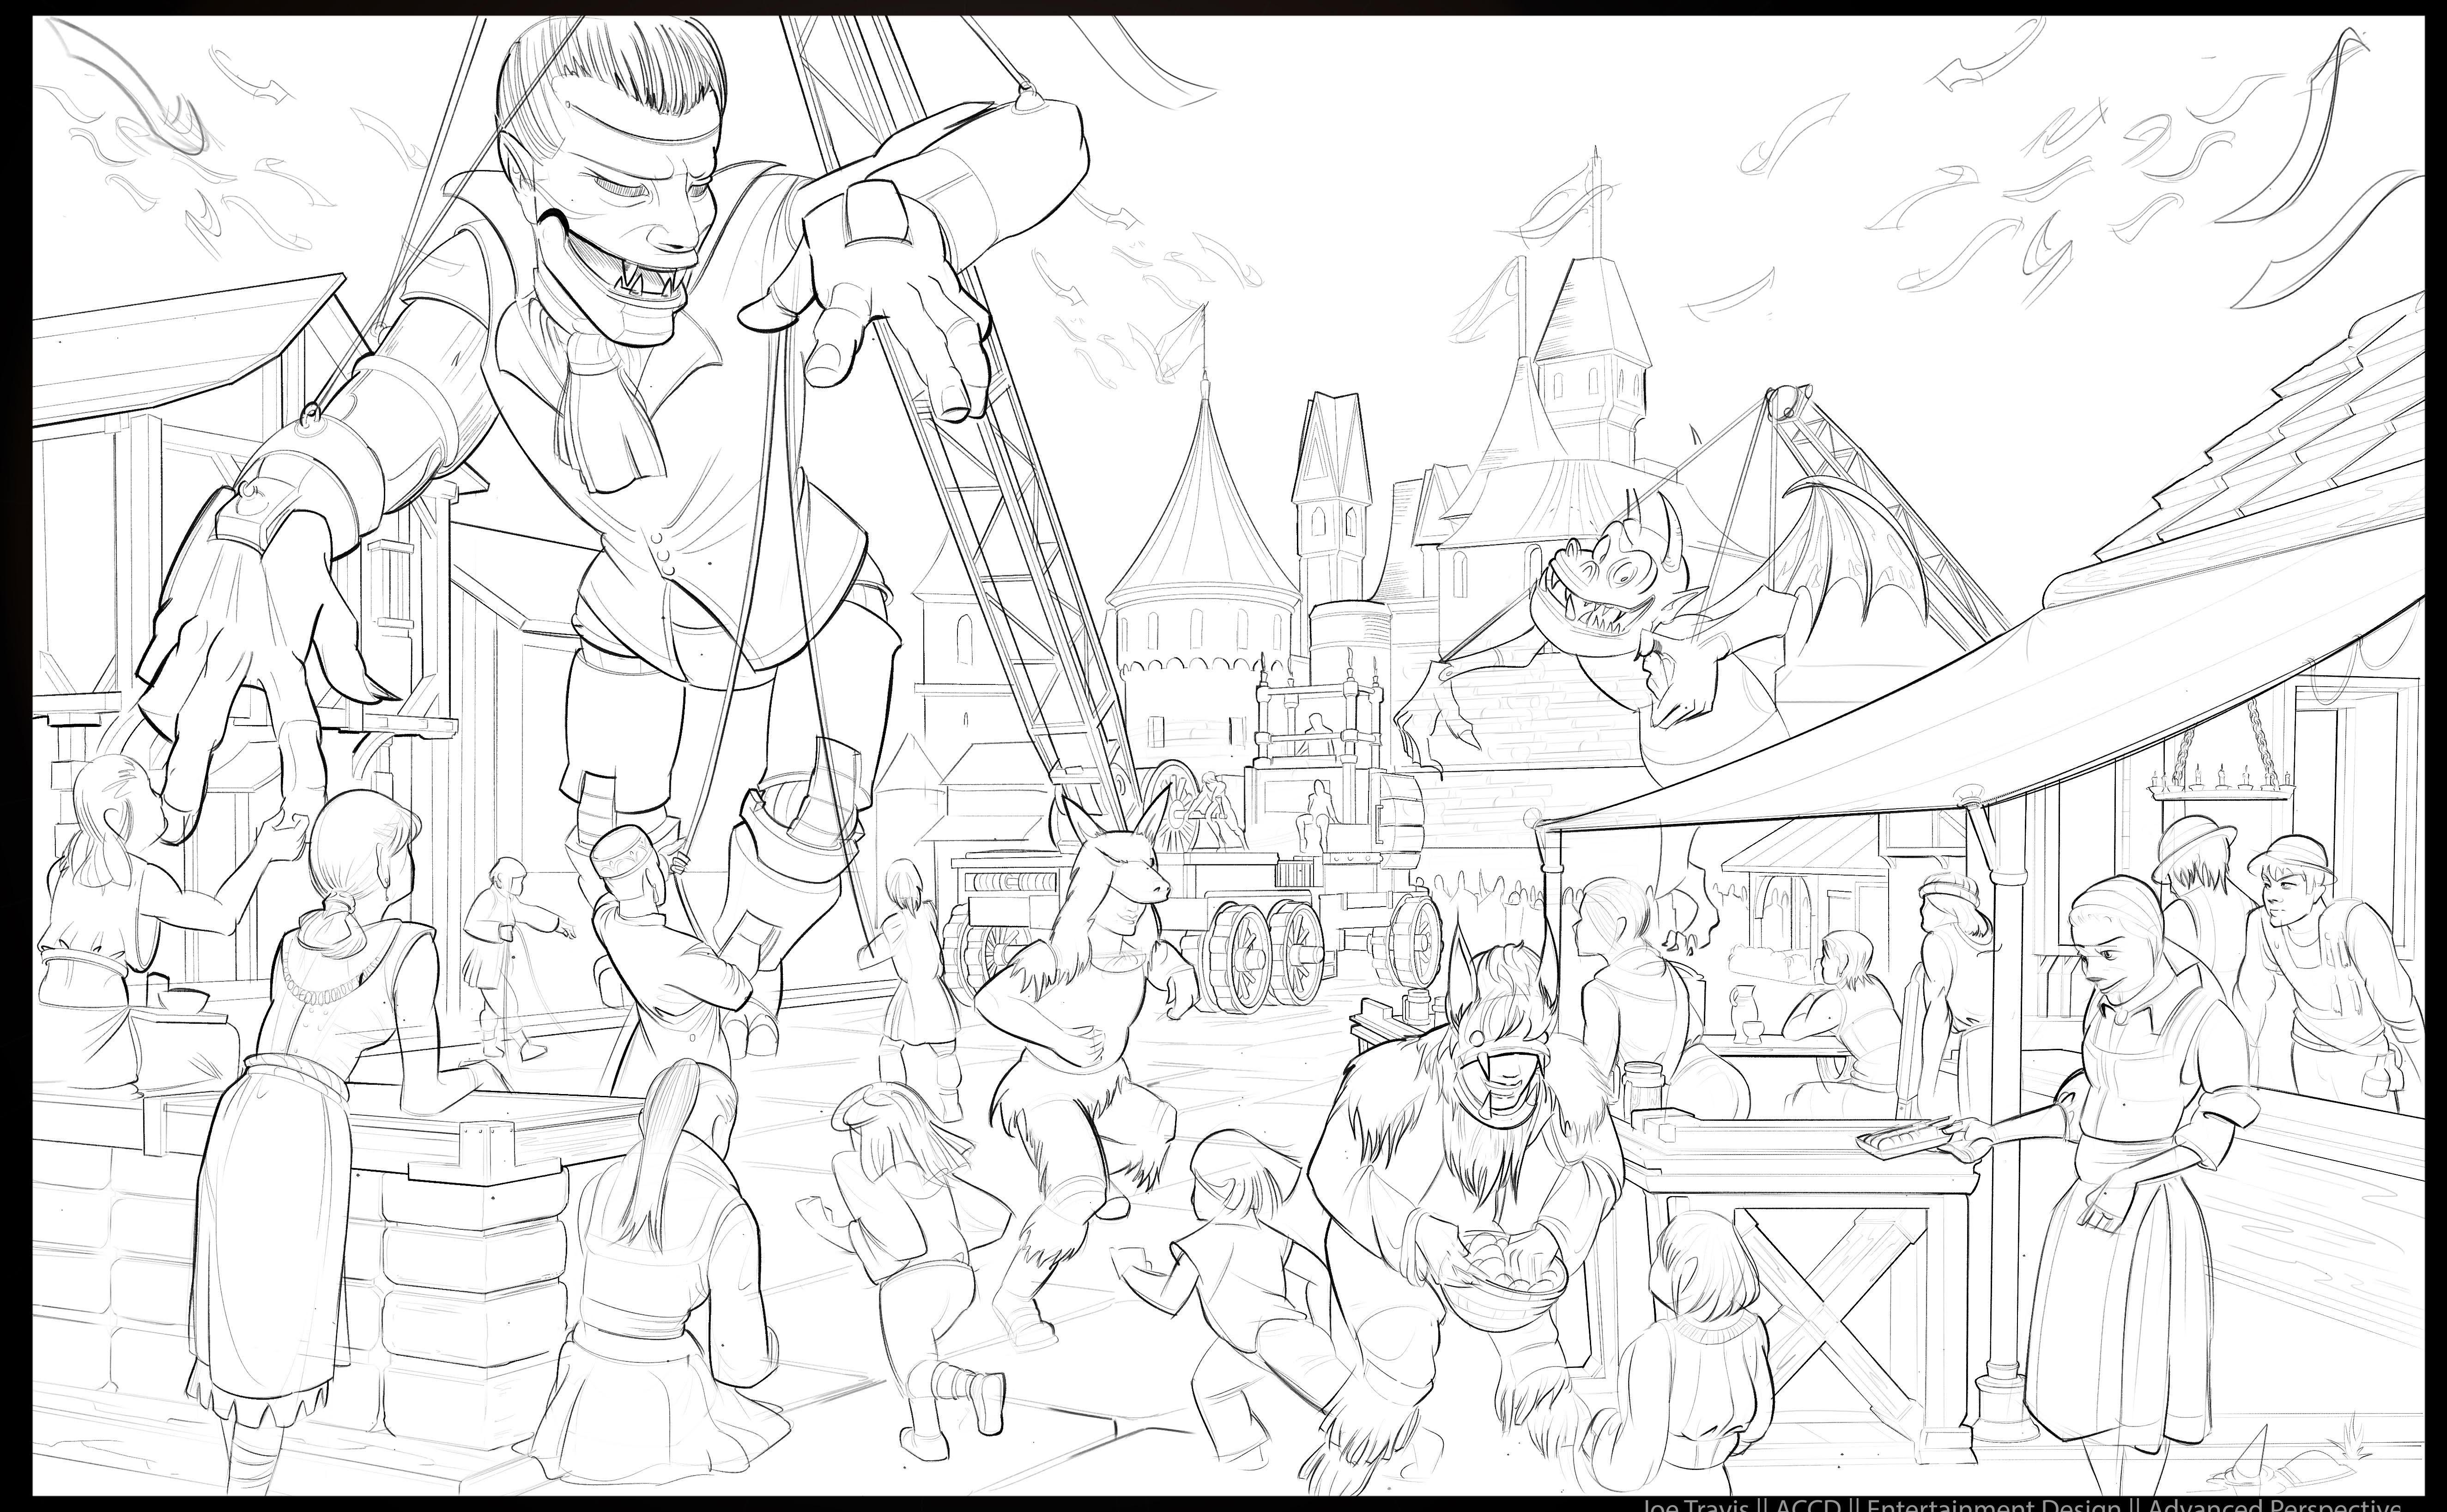 Joe Travis || ACCD || Entertainment Design || Advanced Perspective